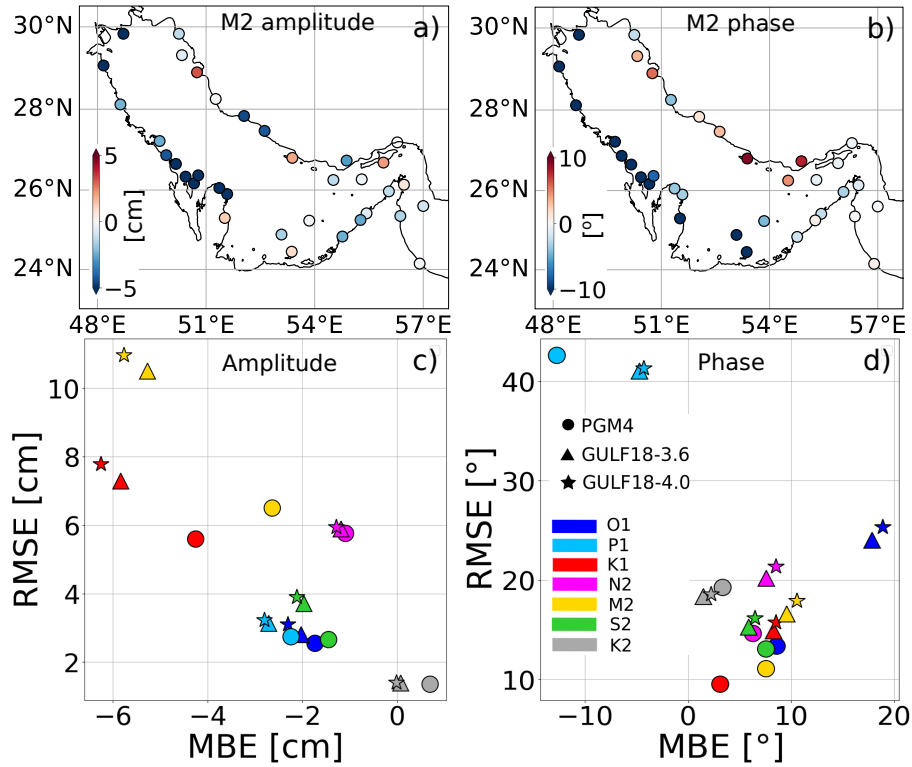 M2 amplitude
a)
30°N
28°N
26°N
24°N
5
0
−5
[cm]
48°E
51°E
54°E
57°E
M2 phase
b)
30°N
28°N
26°N
24°N
10
0
−10
[°]
48°E
51°E
54°E
57°E
Amplitude
c)
10
8
6
4
2
RMSE [cm]
−6
−4
−2
0
MBE [cm]
Phase
d)
40
30
20
10
RMSE [°]
PGM4
GULF18-3.6
GULF18-4.0
O1
P1
K1
N2
M2
S2
K2
−10
0
10
20
MBE [°]